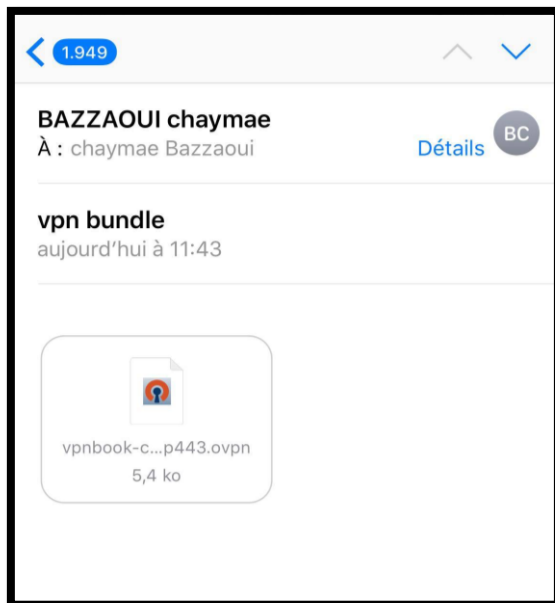 1.949
BAZZAOUI chaymae
À : chaymae Bazzaoui
Détails
BC
vpn bundle
aujourd'hui à 11:43
vpnbook-c...p443.ovpn
5,4 ko